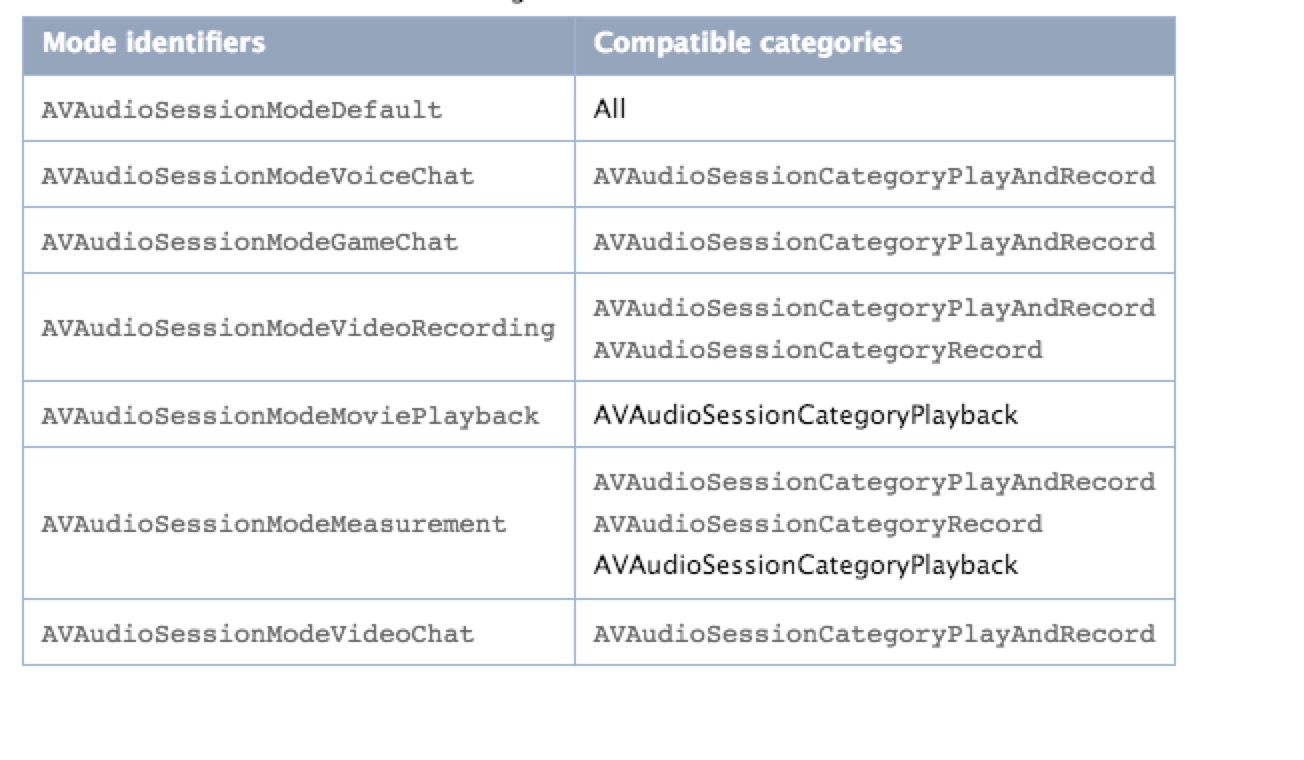 Mode identifiers Compatible categories
AVAudioSessionModeDefault All
AVAudioSessionModeVoiceChat AVAudioSessionCategoryPlayAndRecord
AVAudioSessionModeGameChat AVAudioSessionCategoryPlayAndRecord
AVAudioSessionModeVideoRecording AVAudioSessionCategoryPlayAndRecord
AVAudioSessionCategoryRecord
AVAudioSessionModeMoviePlayback AVAudioSessionCategoryPlayback
AVAudioSessionModeMeasurement AVAudioSessionCategoryPlayAndRecord
AVAudioSessionCategoryRecord
AVAudioSessionCategoryPlayback
AVAudioSessionModeVideoChat AVAudioSessionCategoryPlayAndRecord